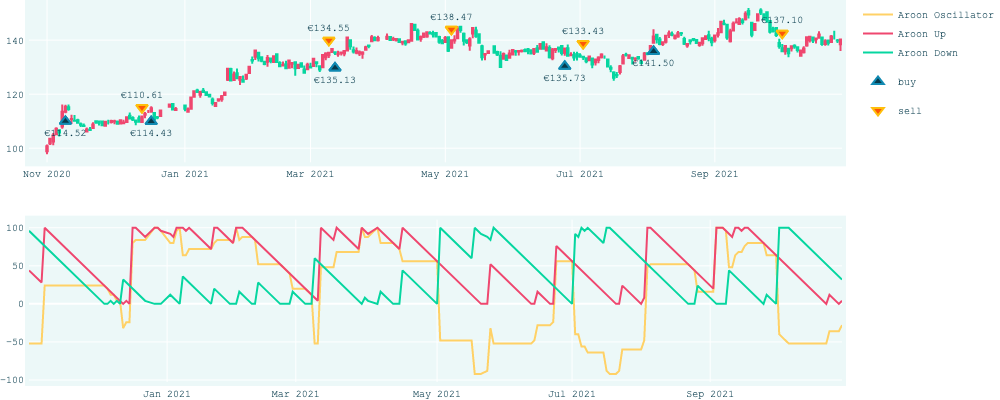 €138.47
€137.10
€134.55
€133.43
140
€141.50
€135.13
€135.73
120
€110.61
€114.52
€114.43
100
Nov 2020
Jan 2021
Mar 2021
May 2021
Jul 2021
Sep 2021
Aroon Oscillator
Aroon Up
Aroon Down
buy
sell
100
50
0
−50
−100
Jan 2021
Mar 2021
May 2021
Jul 2021
Sep 2021